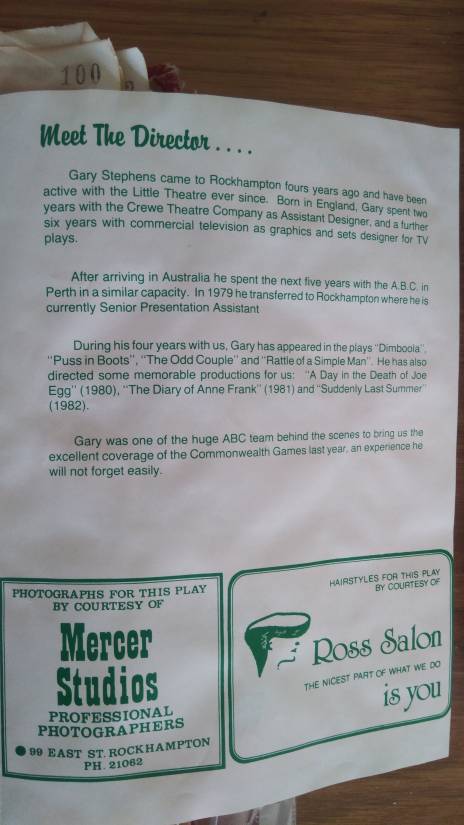 100
Meet The Director....
Gary Stephens came to Rockhampton fours years ago and have been
active with the Little Theatre ever since. Born in England, Gary spent two
years with the Crewe Theatre Company as Assistant Designer, and a further
six years with commercial television as graphics and sets designer for TV
plays.
After arriving in Australia he spent the next five years with the A.B.C. in
Perth in a similar capacity. In 1979 he transferred to Rockhampton where he is
currently Senior Presentation Assistant
During his four years with us, Gary has appeared in the plays "Dimboola",
"Puss in Boots", "The Odd Couple" and "Rattle of a Simple Man". He has also
directed some memorable productions for us: "A Day in the Death of Joe
Egg" (1980), "The Diary of Anne Frank" (1981) and "Suddenly Last Summer"
(1982).
Gary was one of the huge ABC team behind the scenes to bring us the
excellent coverage of the Commonwealth Games last year, an experience he
will not forget easily.
PHOTOGRAPHS FOR THIS PLAY
BY COURTESY OF
Mercer
Studios
PROFESSIONAL
PHOTOGRAPHERS
99 EAST ST. ROCKHAMPTON
PH. 21062
HAIRSTYLES FOR THIS PLAY
BY COURTESY OF
Ross Salon
THE NICEST PART OF WHAT WE DO
is you